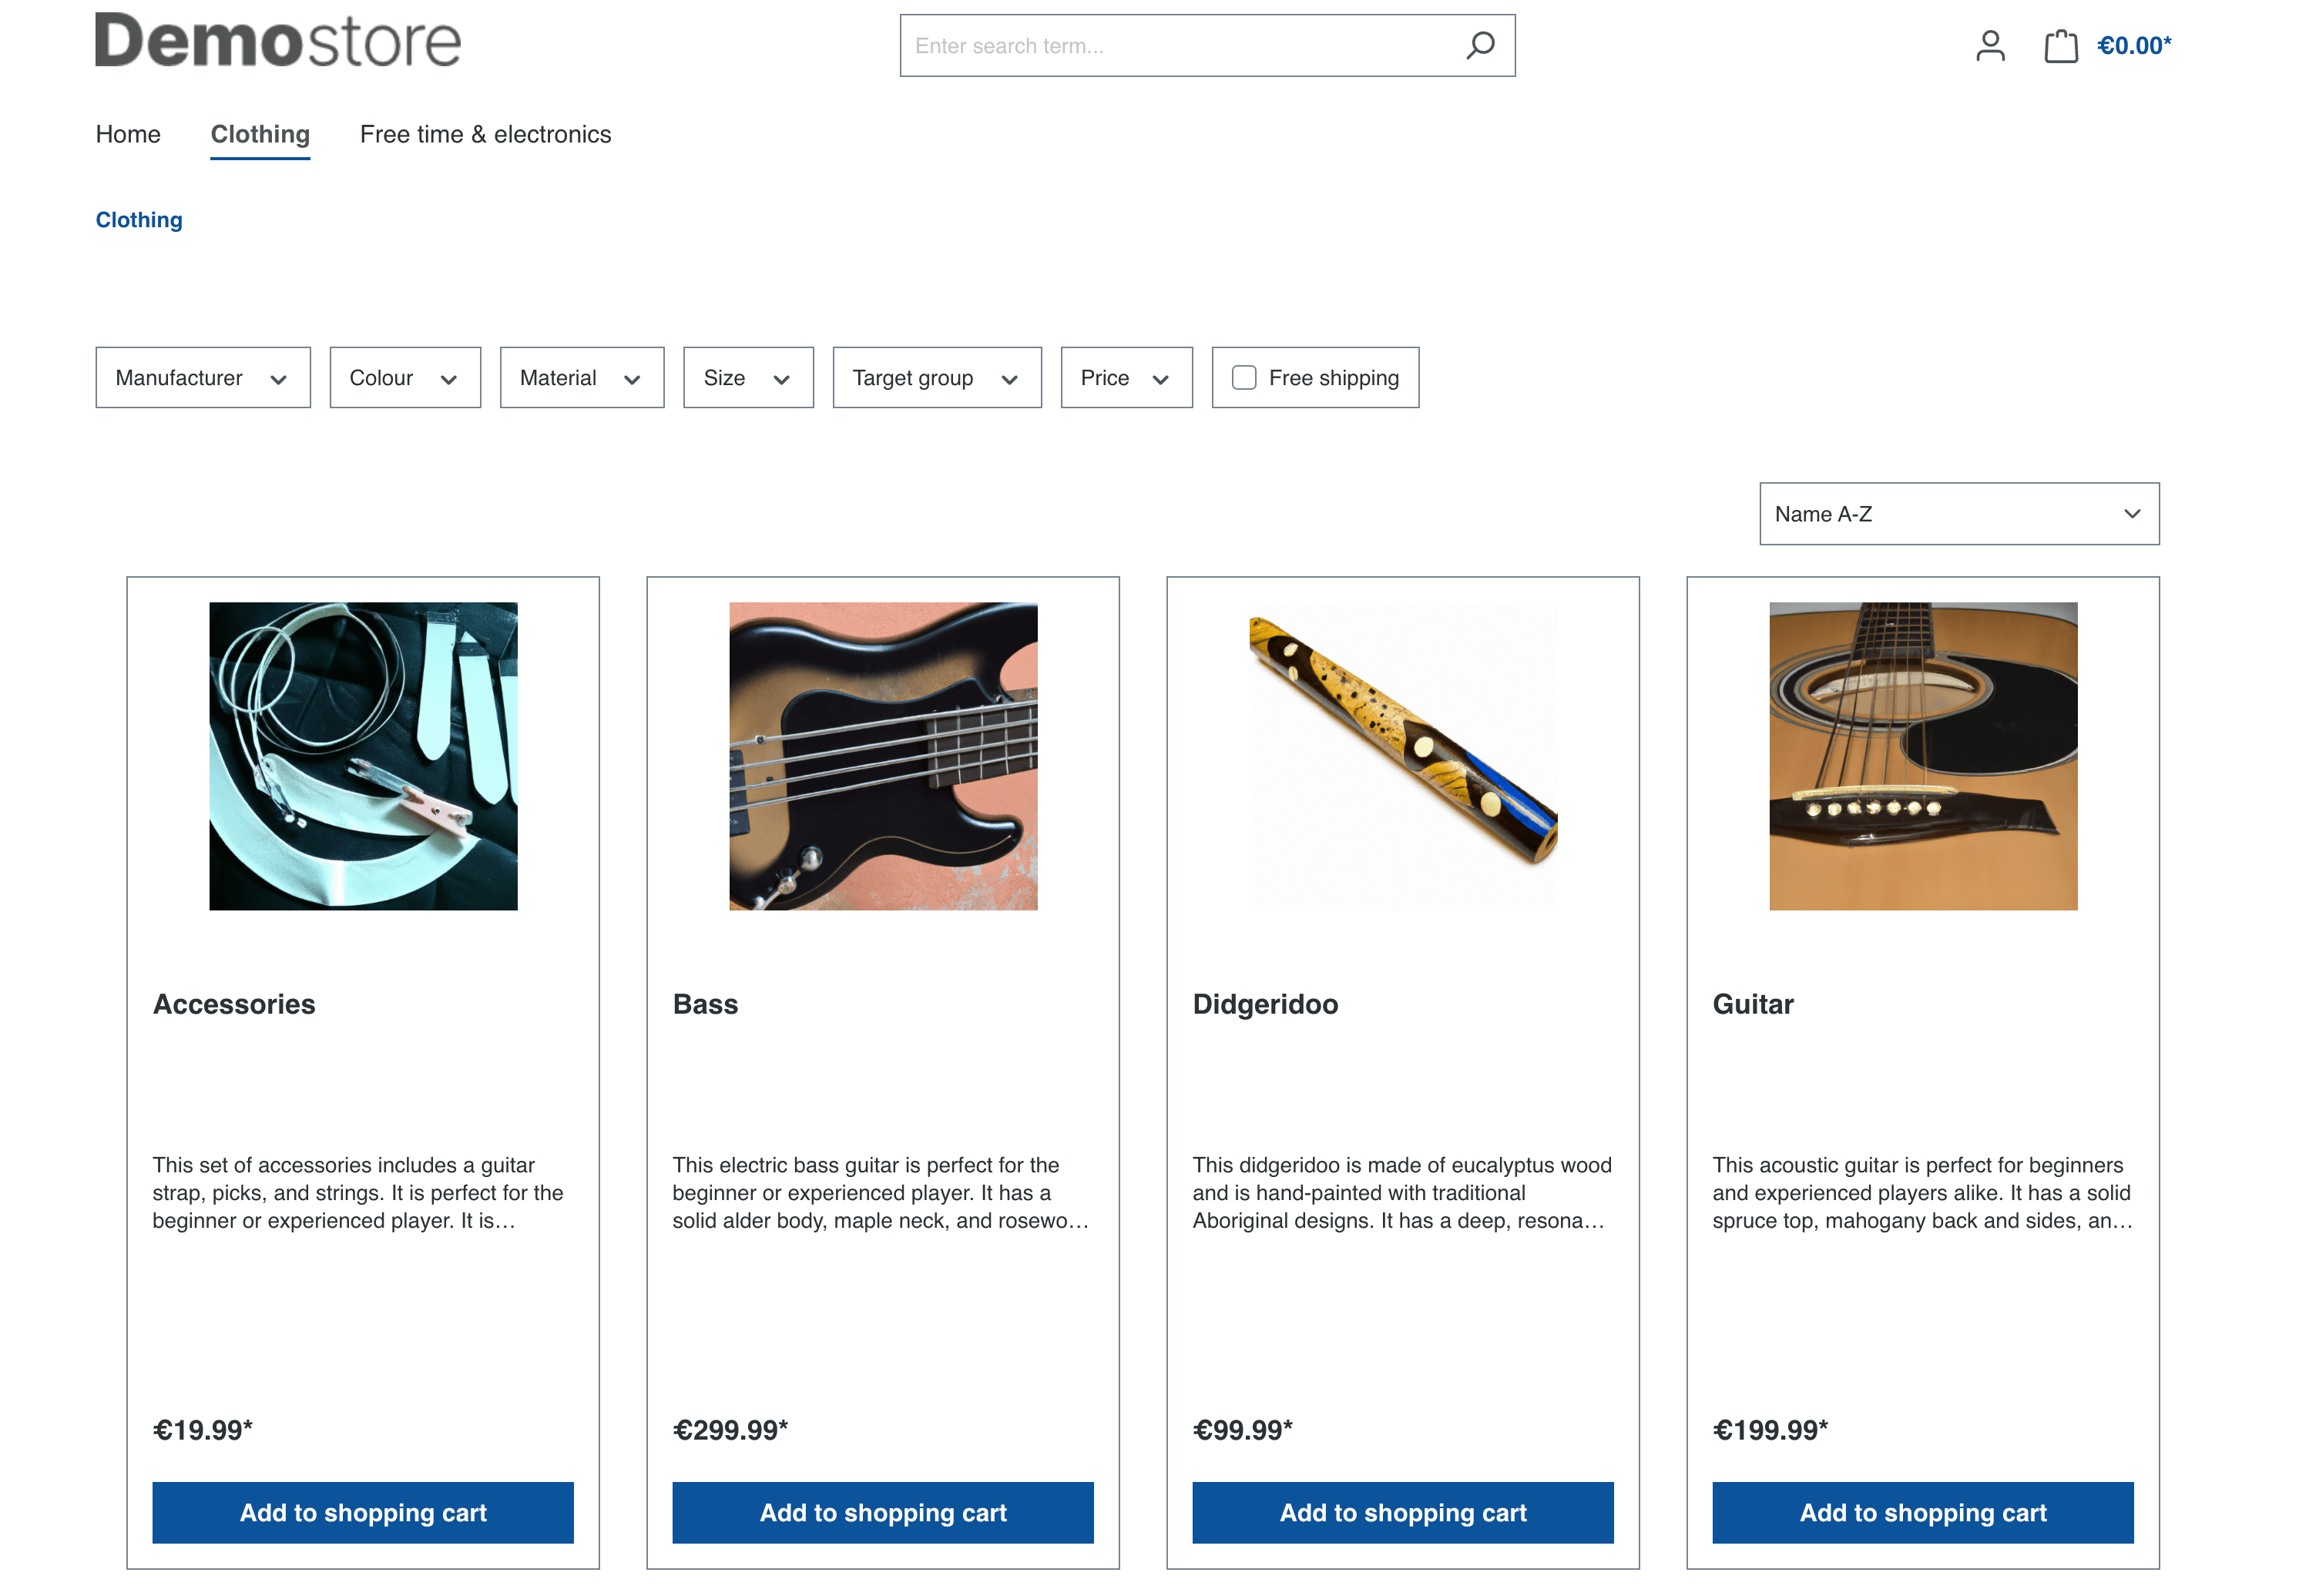 Demostore
Enter search term...
€0.00*
Home
Clothing
Free time & electronics
Clothing
Manufacturer
Colour
Material
Size
Target group
Price
Free shipping
Name A-Z
Accessories
This set of accessories includes a guitar
strap, picks, and strings. It is perfect for the
beginner or experienced player. It is…
€19.99*
Add to shopping cart
Bass
This electric bass guitar is perfect for the
beginner or experienced player. It has a
solid alder body, maple neck, and rosewo…
€299.99*
Add to shopping cart
Didgeridoo
This didgeridoo is made of eucalyptus wood
and is hand-painted with traditional
Aboriginal designs. It has a deep, resona…
€99.99*
Add to shopping cart
Guitar
This acoustic guitar is perfect for beginners
and experienced players alike. It has a solid
spruce top, mahogany back and sides, an…
€199.99*
Add to shopping cart